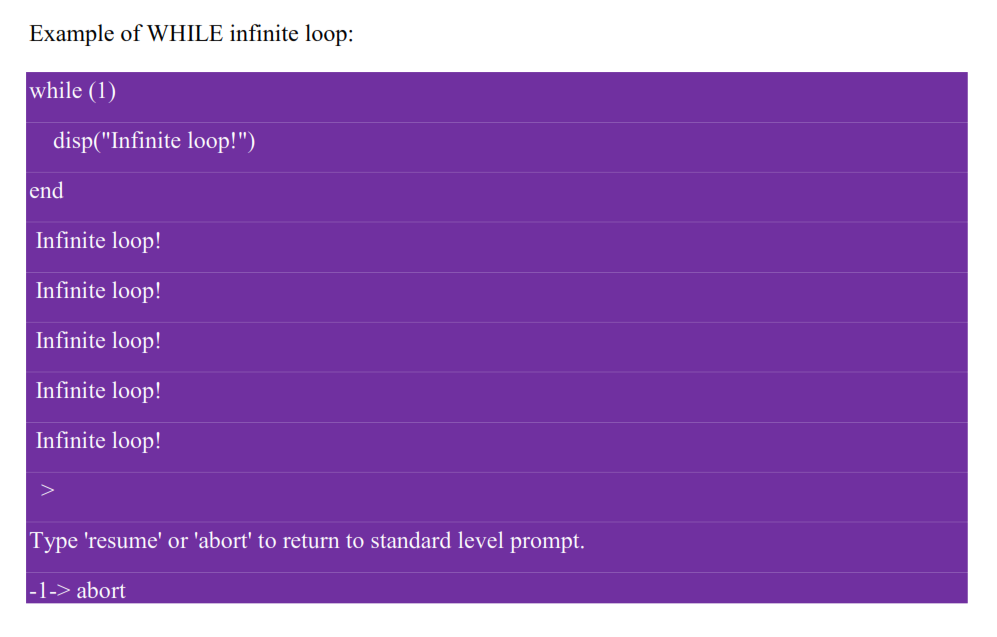 Example of WHILE infinite loop:
while (1)
disp("Infinite loop!")
end
Infinite loop!
Infinite loop!
Infinite loop!
Infinite loop!
Infinite loop!
>
Type 'resume' or 'abort' to return to standard level prompt.
-1-> abort